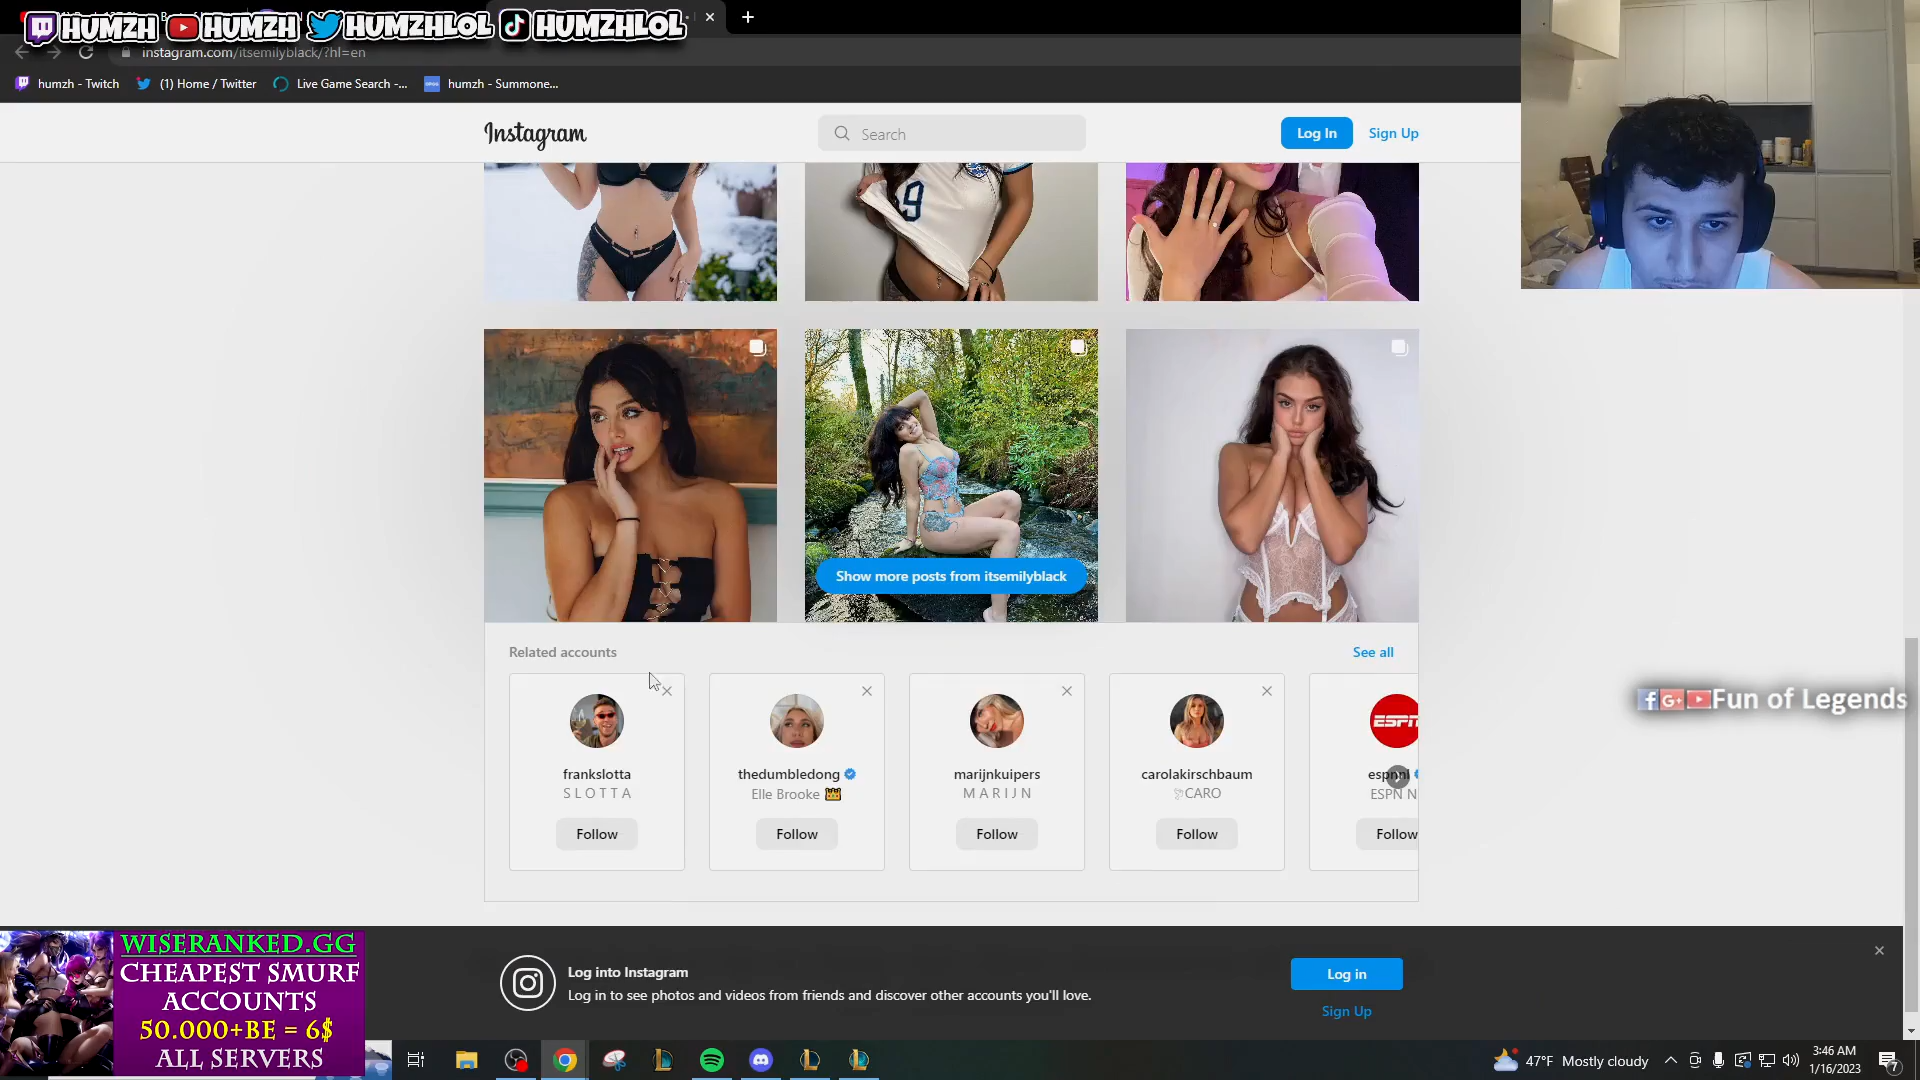 HUMZH HUMZH HUMZHLOL HUMZHLOL
instagram.com/itsemilyblack/?hl=en
humzh - Twitch (1) Home / Twitter Live Game Search -... humzh - Summone...
Instagram
Search
Log In
Sign Up
9
Show more posts from itsemilyblack
Related accounts
See all
frankslotta
S L O T T A
Follow
thedumbledong
Elle Brooke
Follow
marijnkuipers
M A R I J N
Follow
carolakirschbaum
CARO
Follow
ESPN
ESPN N
Follow
Fun of Legends
WISERANKED.GG
CHEAPEST SMURF
ACCOUNTS
50.000+BE = 6$
ALL SERVERS
Log into Instagram
Log in to see photos and videos from friends and discover other accounts you'll love.
Log in
Sign Up
47°F Mostly cloudy
3:46 AM
1/16/2023
7